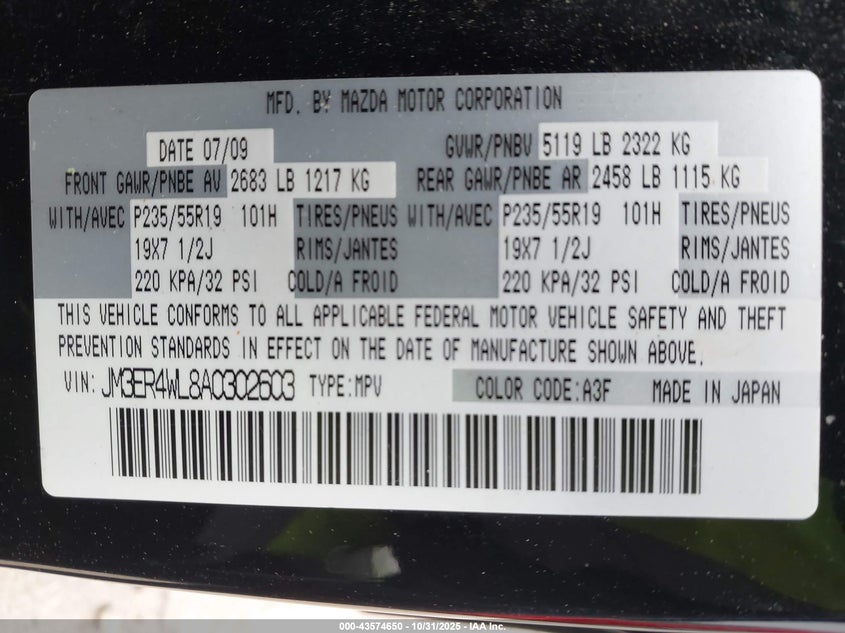 MFD. BY MAZDA MOTOR CORPORATION
DATE 07/09 GVWR/PNBV 5119 LB 2322 KG
FRONT GAWR/PNBE AV 2683 LB 1217 KG REAR GAWR/PNBE AR 2458 LB 1115 KG
WITH/AVEC P235/55R19 101H TIRES/PNEUS WITH/AVEC P235/55R19 101H TIRES/PNEUS
19X7 1/2J RIMS/JANTES 19X7 1/2J RIMS/JANTES
220 KPA/32 PSI COLD/A FROID 220 KPA/32 PSI COLD/A FROID
THIS VEHICLE CONFORMS TO ALL APPLICABLE FEDERAL MOTOR VEHICLE SAFETY AND THEFT
PREVENTION STANDARDS IN EFFECT ON THE DATE OF MANUFACTURE SHOWN ABOVE.
VIN: JM3ER4WL8A0302603 TYPE:MPV COLOR CODE:A3F MADE IN JAPAN
000-43574650 - 10/31/2025 - IAA Inc.